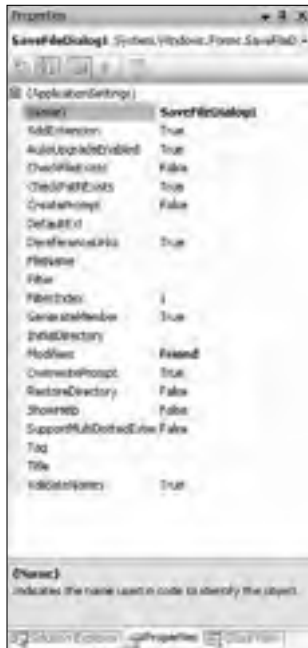 Properties
SaveFileDialog1 System.Windows.Forms.SaveFileD
(ApplicationSettings)
(Name) SaveFileDialog1
AddExtension True
AutoUpgradeEnabled True
CheckFileExists False
CheckPathExists True
CreatePrompt False
DefaultExt
DereferenceLinks True
FileName
Filter
FilterIndex 1
GenerateMember True
InitialDirectory
Modifiers Friend
OverwritePrompt True
RestoreDirectory False
ShowHelp False
SupportMultiDottedExten False
Tag
Title
ValidateNames True
(Name)
Indicates the name used in code to identify the object.
Solution Explorer Properties